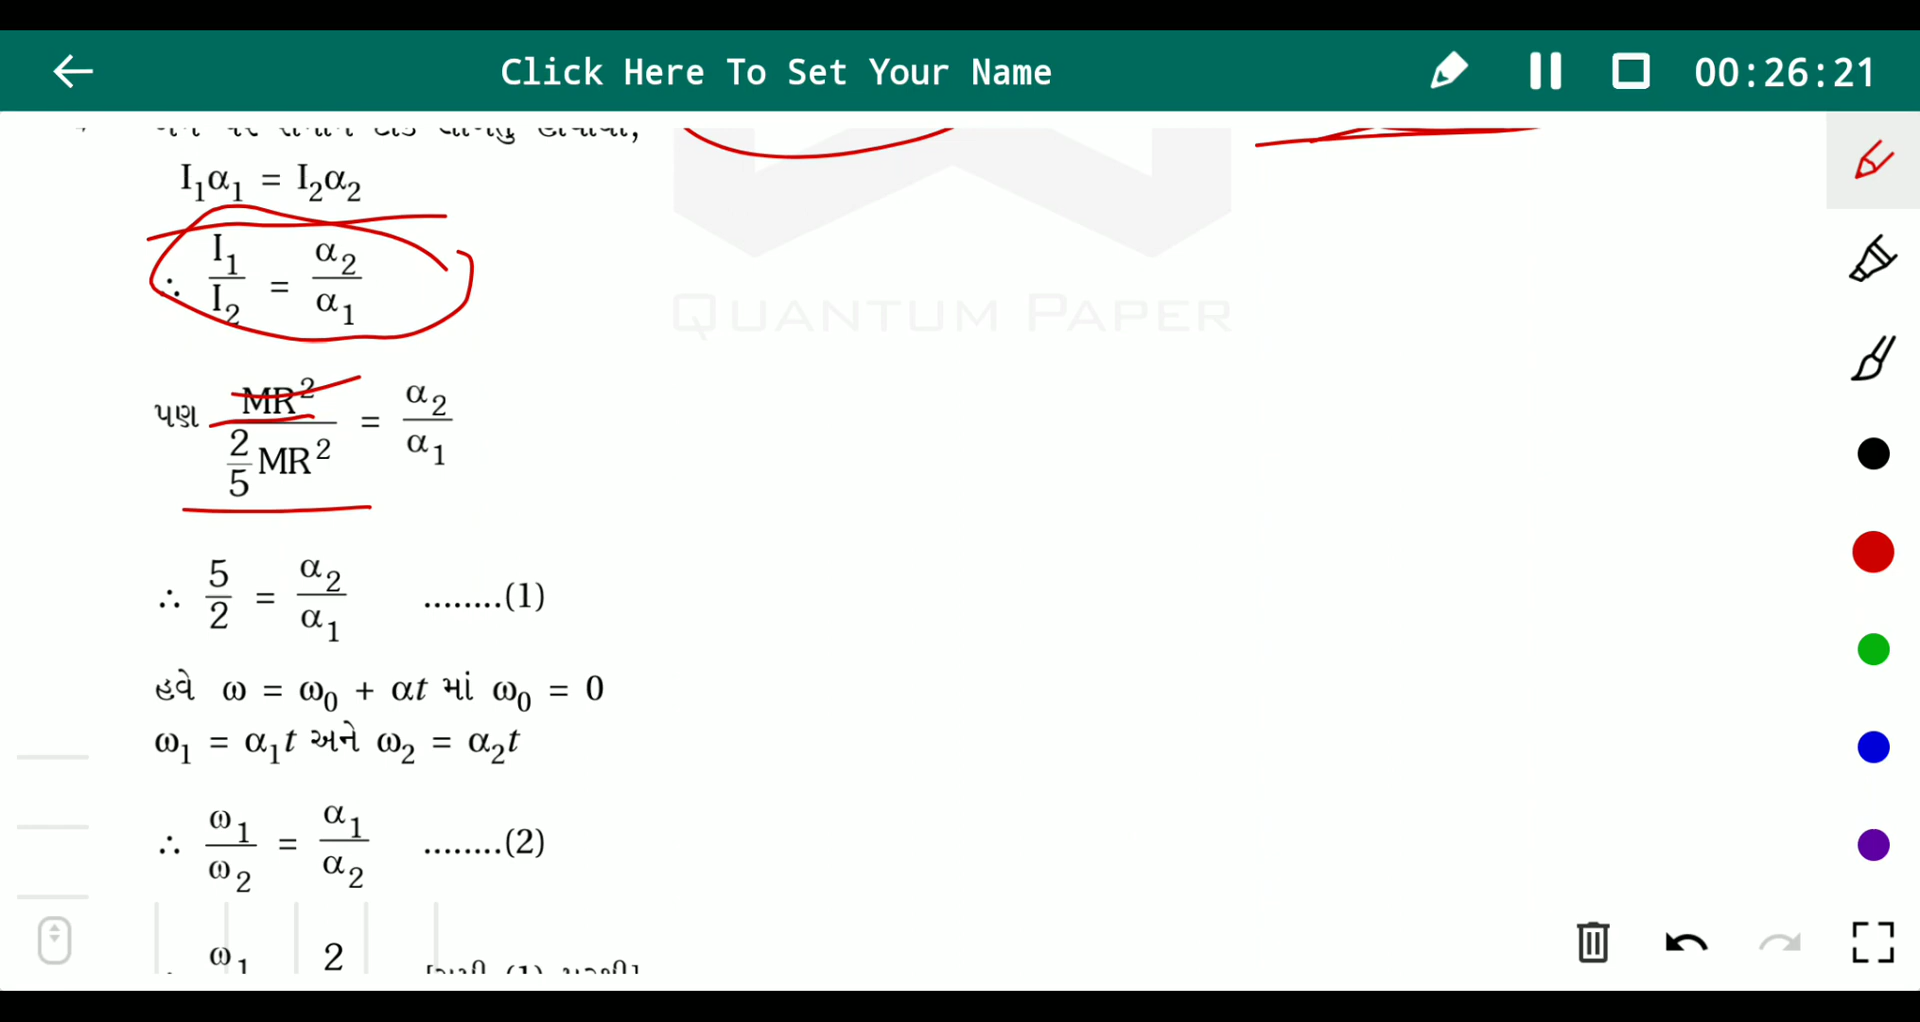 Click Here To Set Your Name 00:26:21
I₁α₁ = I₂α₂
∴ I₁/I₂ = α₂/α₁
QUANTUM PAPER
પણ MR²/(2/5 MR²) = α₂/α₁
∴ 5/2 = α₂/α₁ ........(1)
હવે ω = ω₀ + αt માં ω₀ = 0
ω₁ = α₁t અને ω₂ = α₂t
∴ ω₁/ω₂ = α₁/α₂ ........(2)
ω₁ 2